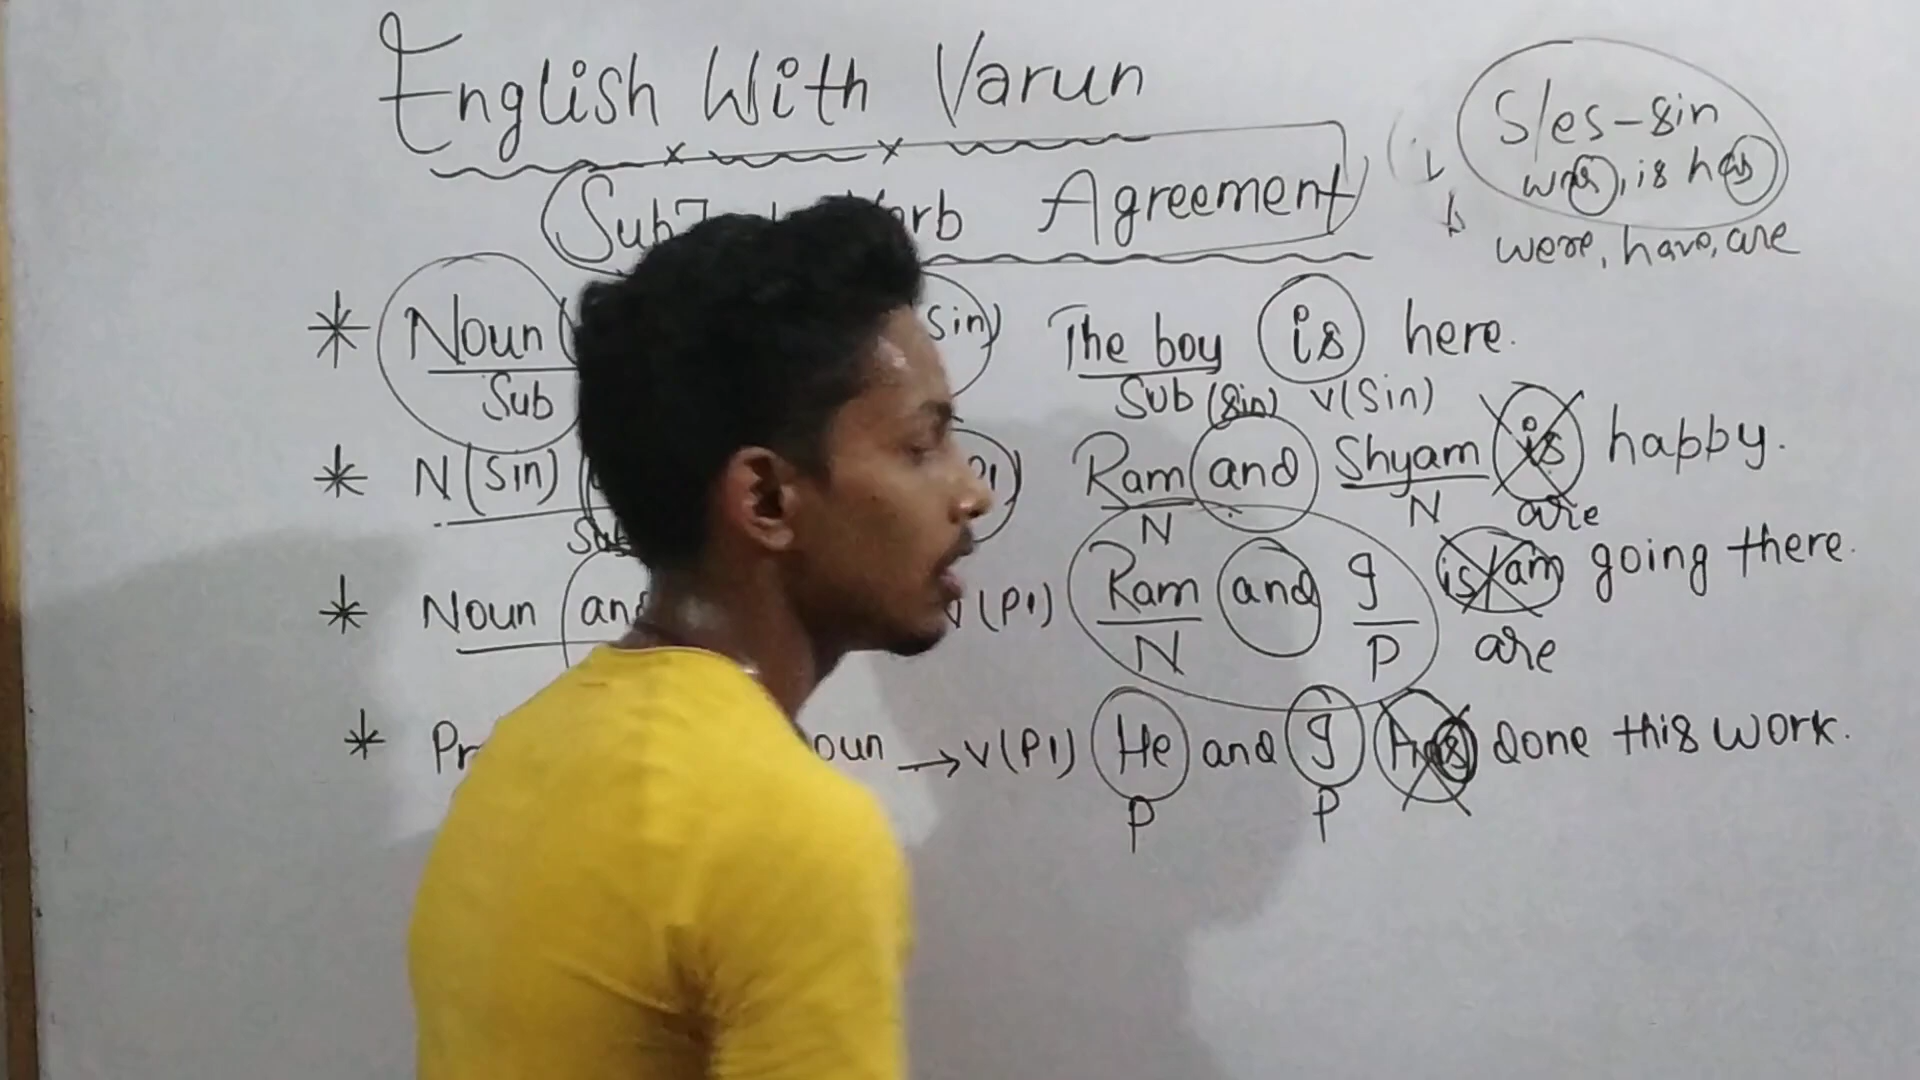 English With Varun
Verb Agreement
S/es-sin
was, is has
were, have, are
* Noun Sin) The boy is here.
Sub Sub (sin) v(Sin)
* N(Sin) Ram and Shyam is happy.
N N are
* Noun and v(Pl) Ram and I is/am going there.
N P are
* oun → v(Pl) He and I has done this work.
P P